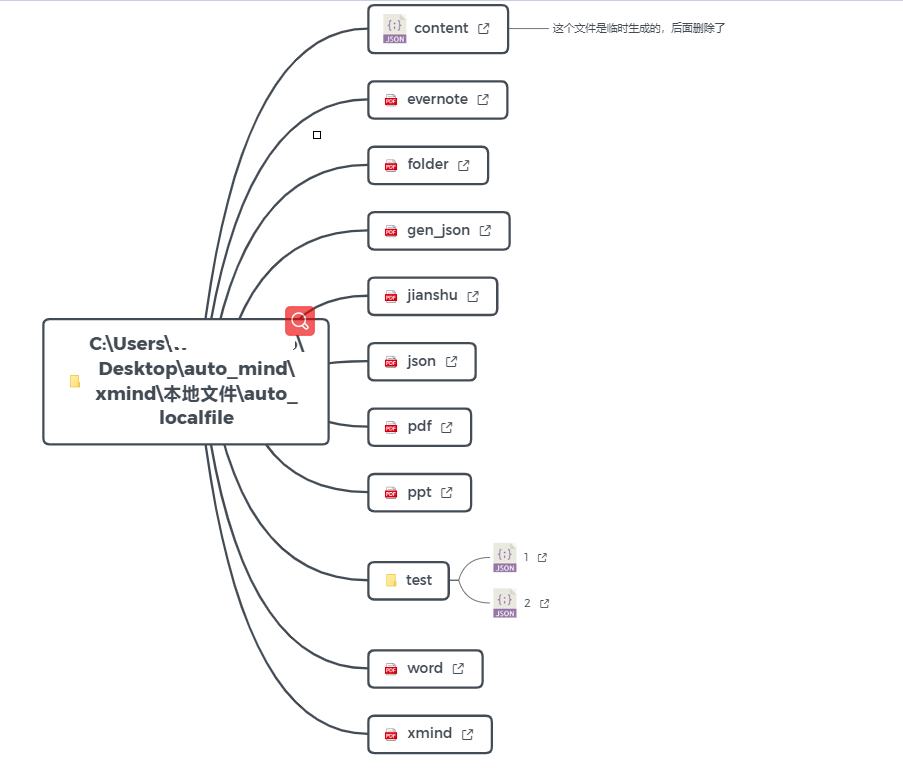 JSON
content
这个文件是临时生成的，后面删除了
PDF
evernote
PDF
folder
PDF
gen_json
PDF
jianshu
C:\Users\
\
Desktop\auto_mind\
xmind\本地文件\auto_
localfile
PDF
json
PDF
pdf
PDF
ppt
test
JSON
1
JSON
2
PDF
word
PDF
xmind